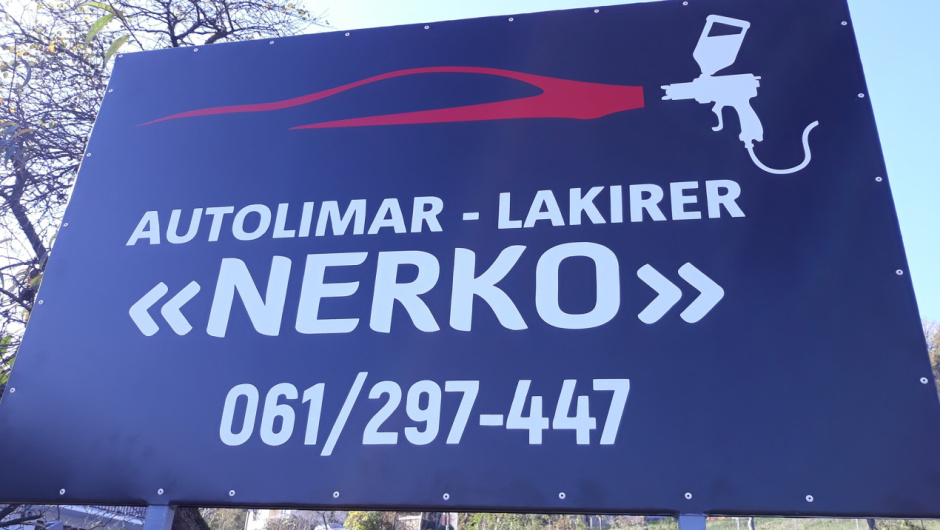 AUTOLIMAR - LAKIRER
«NERKO»
061/297-447